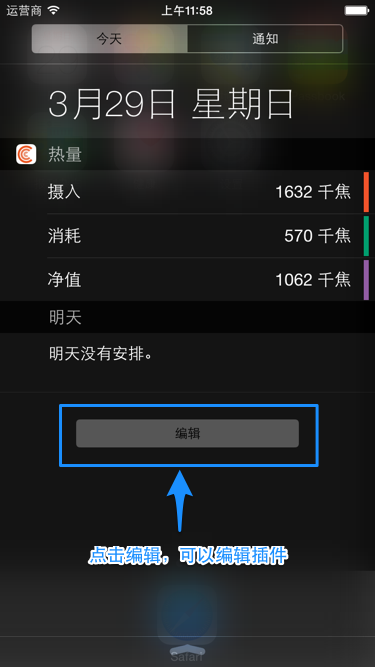 运营商 上午11:58
今天 通知
3月29日 星期日
热量
摄入 1632 千焦
消耗 570 千焦
净值 1062 千焦
明天
明天没有安排。
编辑
点击编辑，可以编辑插件
Safari